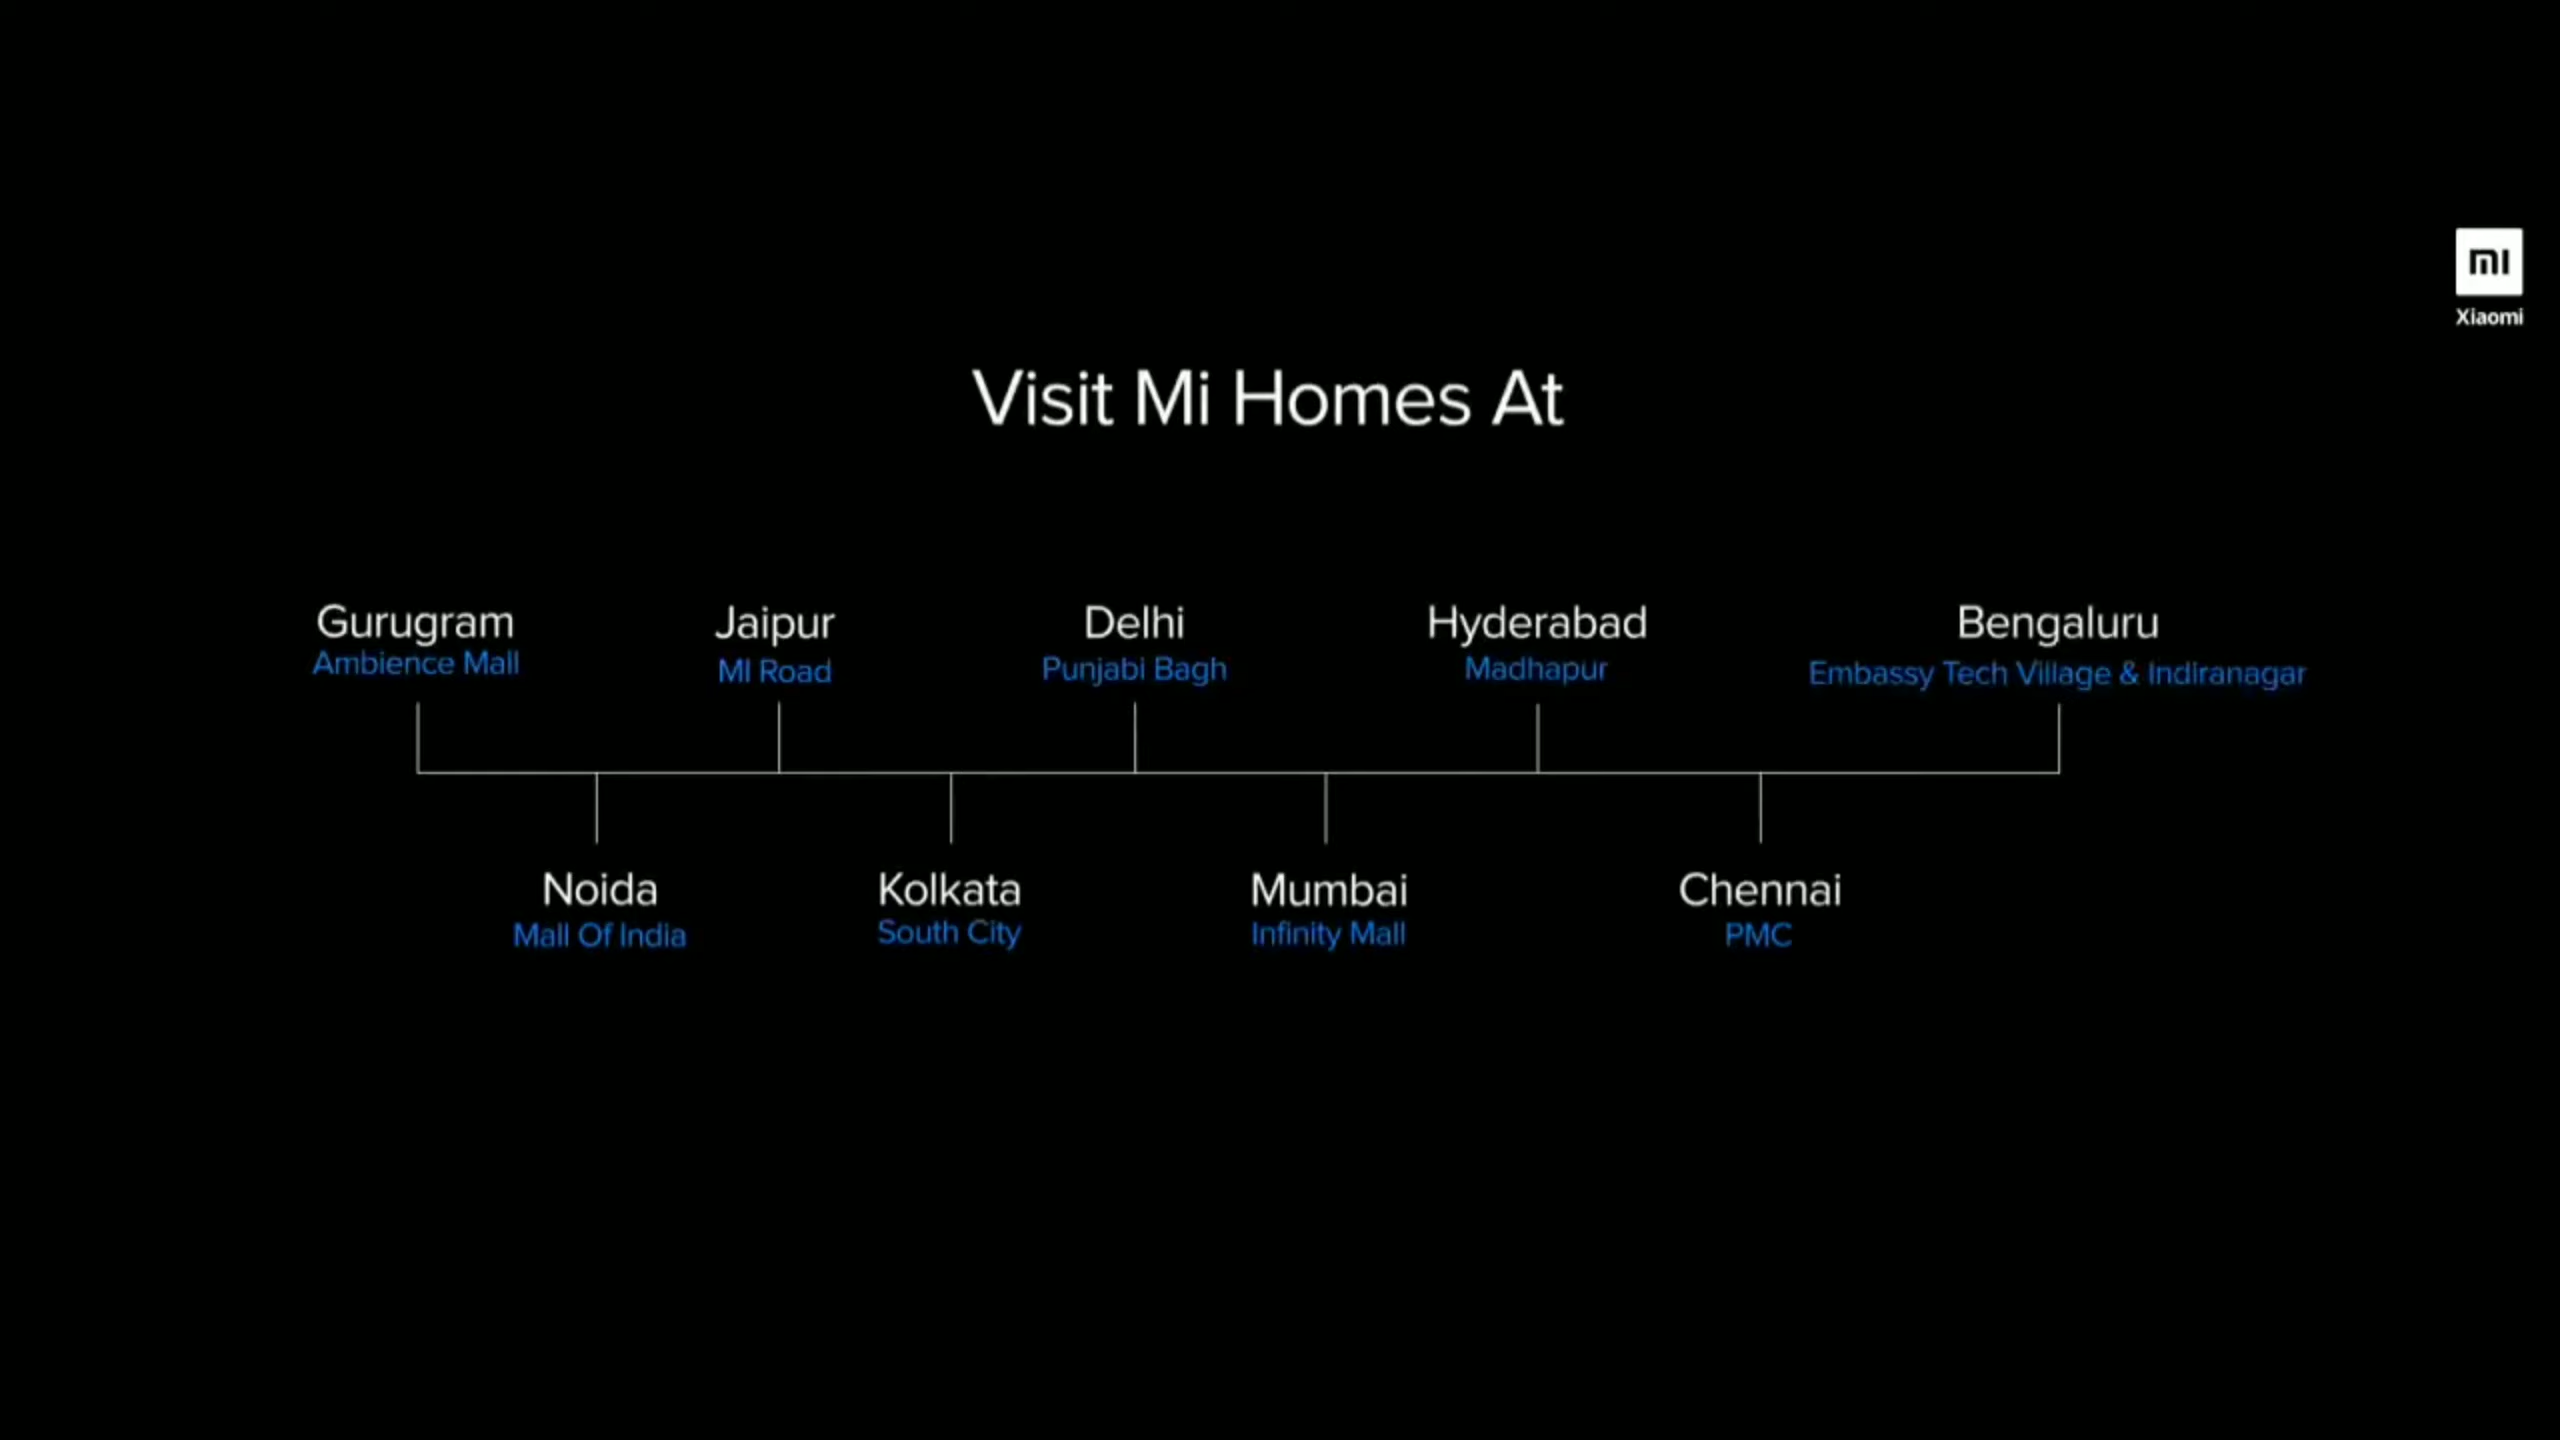 mi
Xiaomi
Visit Mi Homes At
Gurugram
Ambience Mall
Jaipur
MI Road
Delhi
Punjabi Bagh
Hyderabad
Madhapur
Bengaluru
Embassy Tech Village & Indiranagar
Noida
Mall Of India
Kolkata
South City
Mumbai
Infinity Mall
Chennai
PMC